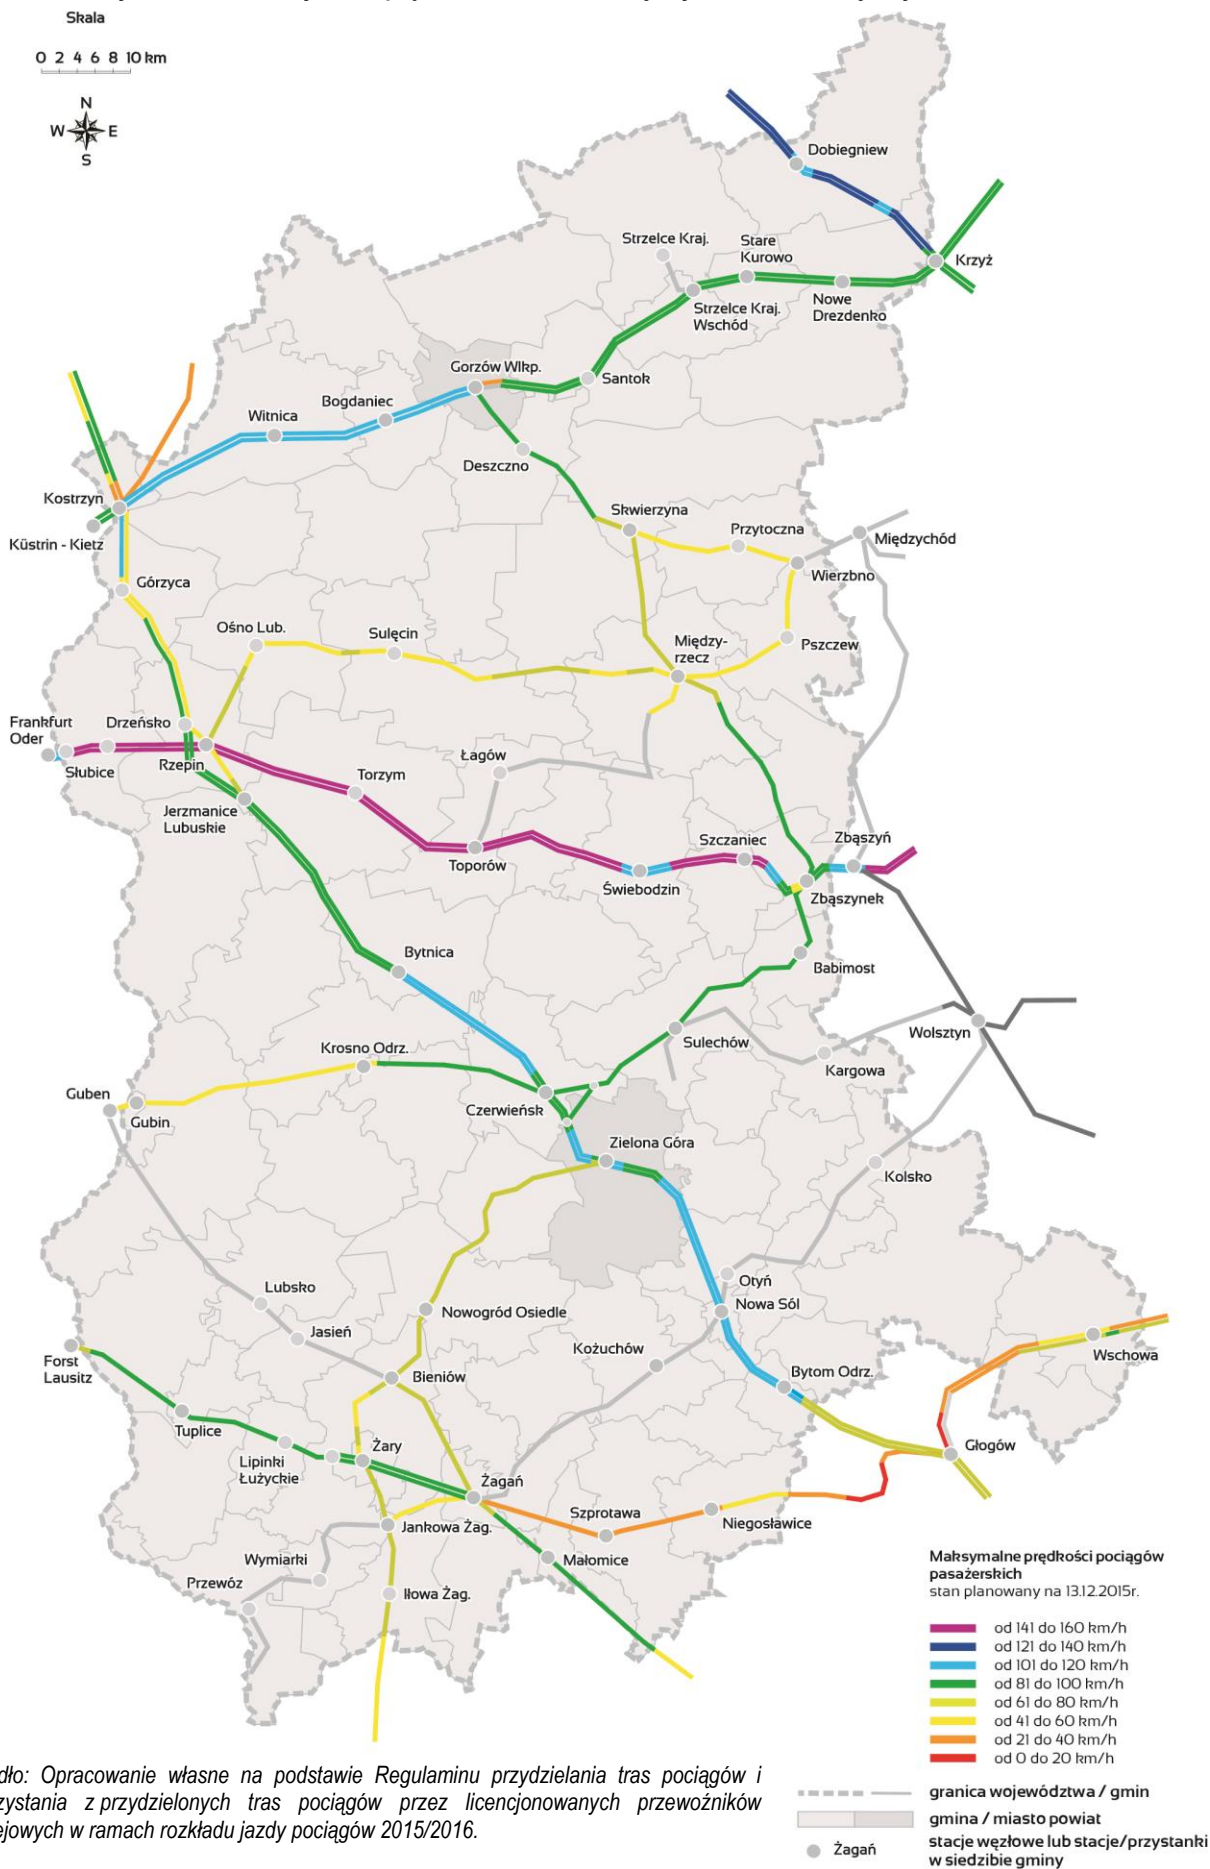 Skala
0 2 4 6 8 10 km
N
W E
S
Dobiegniew
Strzelce Kraj.
Stare
Kurowo
Krzyż
Strzelce Kraj.
Wschód
Nowe
Drezdenko
Gorzów Wlkp.
Santok
Bogdaniec
Witnica
Deszczno
Kostrzyn
Skwierzyna
Przytoczna
Międzychód
Küstrin - Kietz
Wierzbno
Górzyca
Ośno Lub.
Sulęcin
Między-
rzecz
Pszczew
Frankfurt
Oder
Drzeńsko
Słubice
Rzepin
Łagów
Torzym
Jerzmanice
Lubuskie
Szczaniec
Zbąszyń
Toporów
Świebodzin
Zbąszynek
Bytnica
Babimost
Wolsztyn
Krosno Odrz.
Sulechów
Kargowa
Guben
Czerwieńsk
Gubin
Zielona Góra
Kolsko
Otyń
Lubsko
Nowogród Osiedle
Nowa Sól
Jasień
Kożuchów
Wschowa
Forst
Lausitz
Bieniów
Bytom Odrz.
Tuplice
Żary
Głogów
Lipinki
Łużyckie
Żagań
Szprotawa
Niegosławice
Jankowa Żag.
Wymiarki
Małomice
Przewóz
Iłowa Żag.
Maksymalne prędkości pociągów
pasażerskich
stan planowany na 13.12.2015r.
od 141 do 160 km/h
od 121 do 140 km/h
od 101 do 120 km/h
od 81 do 100 km/h
od 61 do 80 km/h
od 41 do 60 km/h
od 21 do 40 km/h
od 0 do 20 km/h
granica województwa / gmin
gmina / miasto powiat
Żagań
stacje węzłowe lub stacje/przystanki
w siedzibie gminy
dło: Opracowanie własne na podstawie Regulaminu przydzielania tras pociągów i
zystania z przydzielonych tras pociągów przez licencjonowanych przewoźników
ejowych w ramach rozkładu jazdy pociągów 2015/2016.